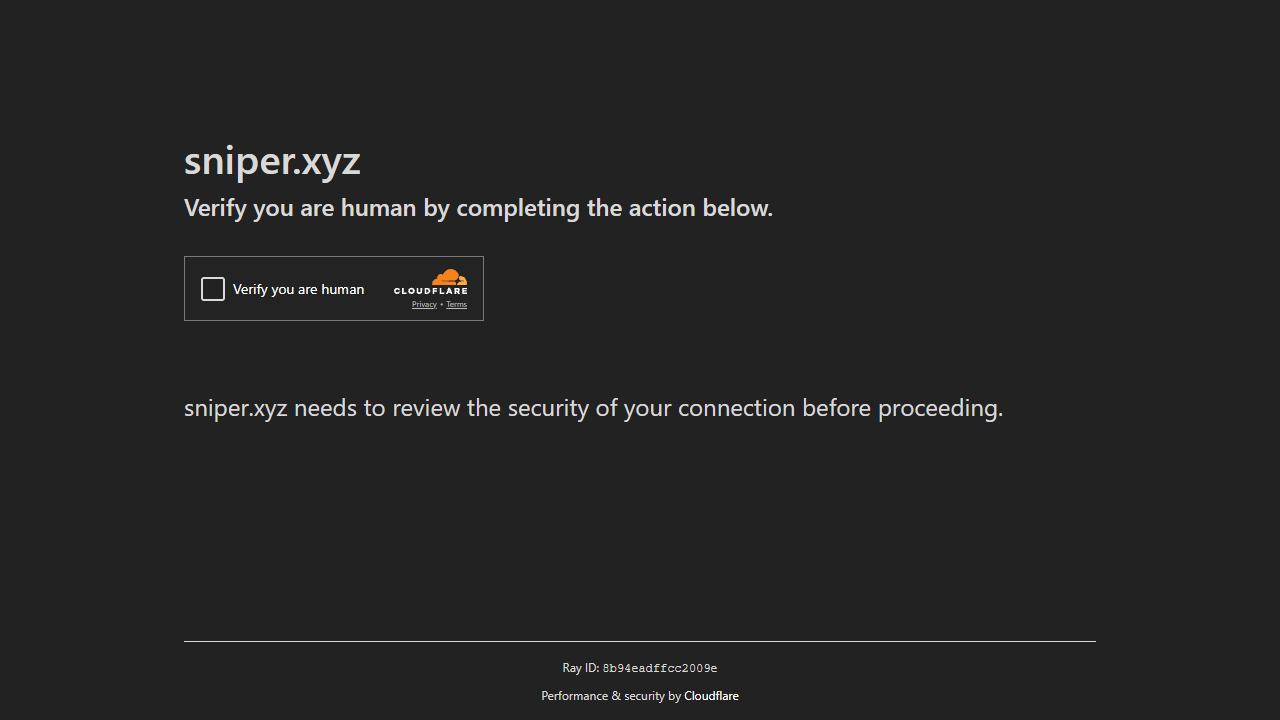 sniper.xyz
Verify you are human by completing the action below.
Verify you are human
CLOUDFLARE
Privacy • Terms
sniper.xyz needs to review the security of your connection before proceeding.
Ray ID: 8b94eadffcc2009e
Performance & security by Cloudflare